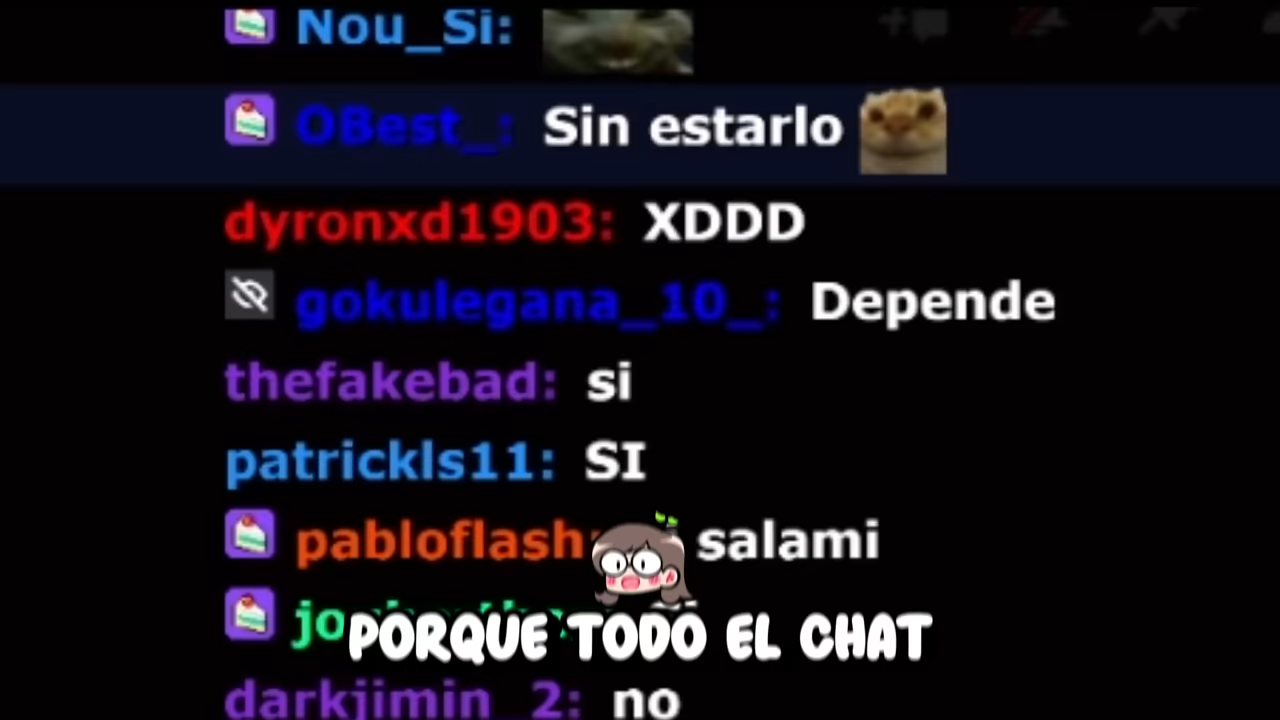 Nou_Si:
OBest_: Sin estarlo
dyronxd1903: XDDD
gokulegana_10_: Depende
thefakebad: si
patrickls11: SI
pabloflash: salami
PORQUE TODO EL CHAT
darkjimin_2: no